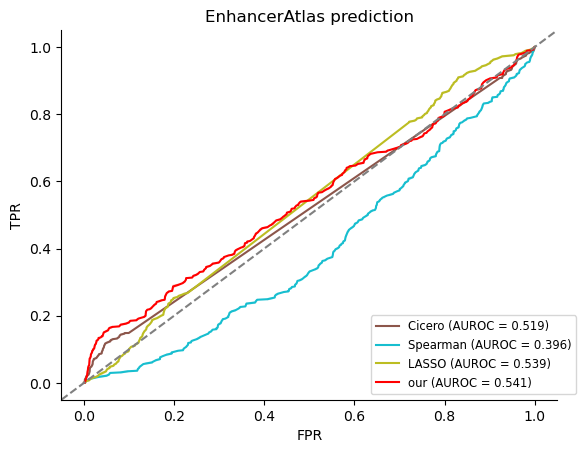 EnhancerAtlas prediction
1.0
0.8
0.6
0.4
0.2
0.0
TPR
0.0 0.2 0.4 0.6 0.8 1.0
FPR
Cicero (AUROC = 0.519)
Spearman (AUROC = 0.396)
LASSO (AUROC = 0.539)
our (AUROC = 0.541)